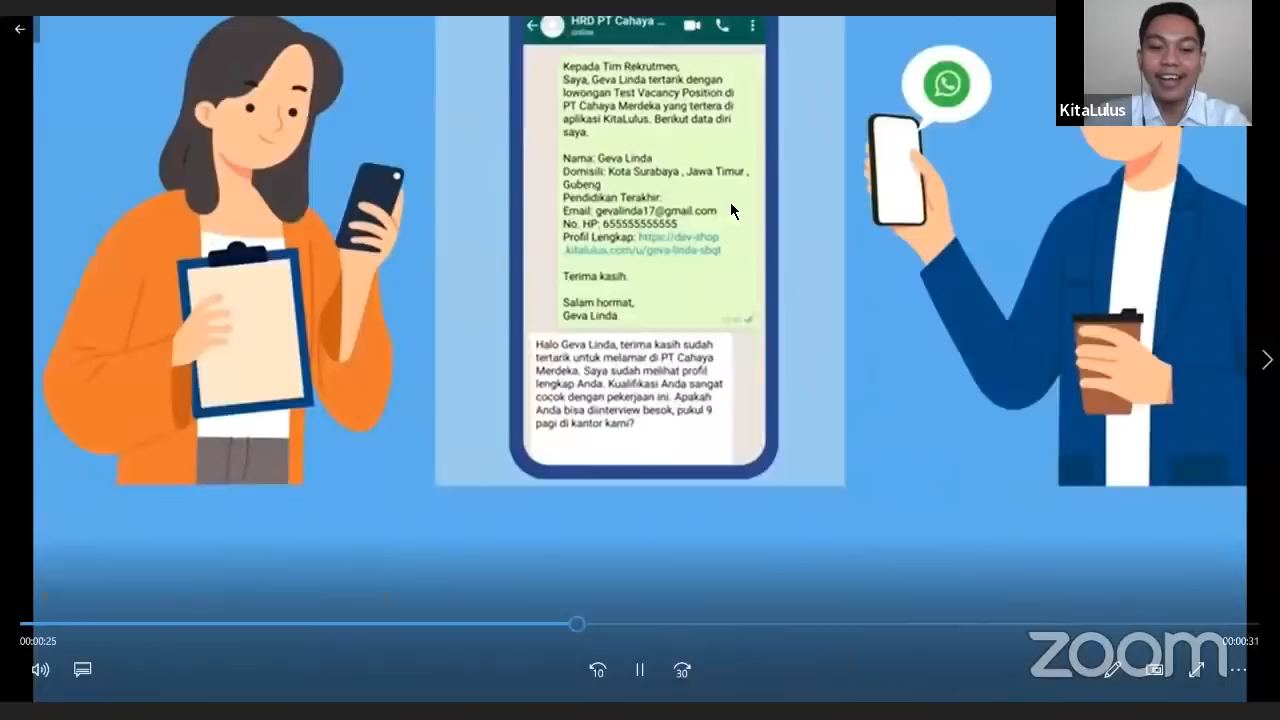 HRD PT Cahaya ...
online
KitaLulus
Kepada Tim Rekrutmen,
Saya, Geva Linda tertarik dengan
lowongan Test Vacancy Position di
PT Cahaya Merdeka yang tertera di
aplikasi KitaLulus. Berikut data diri
saya.
Nama: Geva Linda
Domisili: Kota Surabaya , Jawa Timur ,
Gubeng
Pendidikan Terakhir:
Email: gevalinda17@gmail.com
No. HP: 655555555555
Profil Lengkap: https://dev-shop
.kitalulus.com/u/geva-linda-sbqt
Terima kasih.
Salam hormat,
Geva Linda
Halo Geva Linda, terima kasih sudah
tertarik untuk melamar di PT Cahaya
Merdeka. Saya sudah melihat profil
lengkap Anda. Kualifikasi Anda sangat
cocok dengan pekerjaan ini. Apakah
Anda bisa diinterview besok, pukul 9
pagi di kantor kami?
00:00:25
00:00:31
10
30
zoom